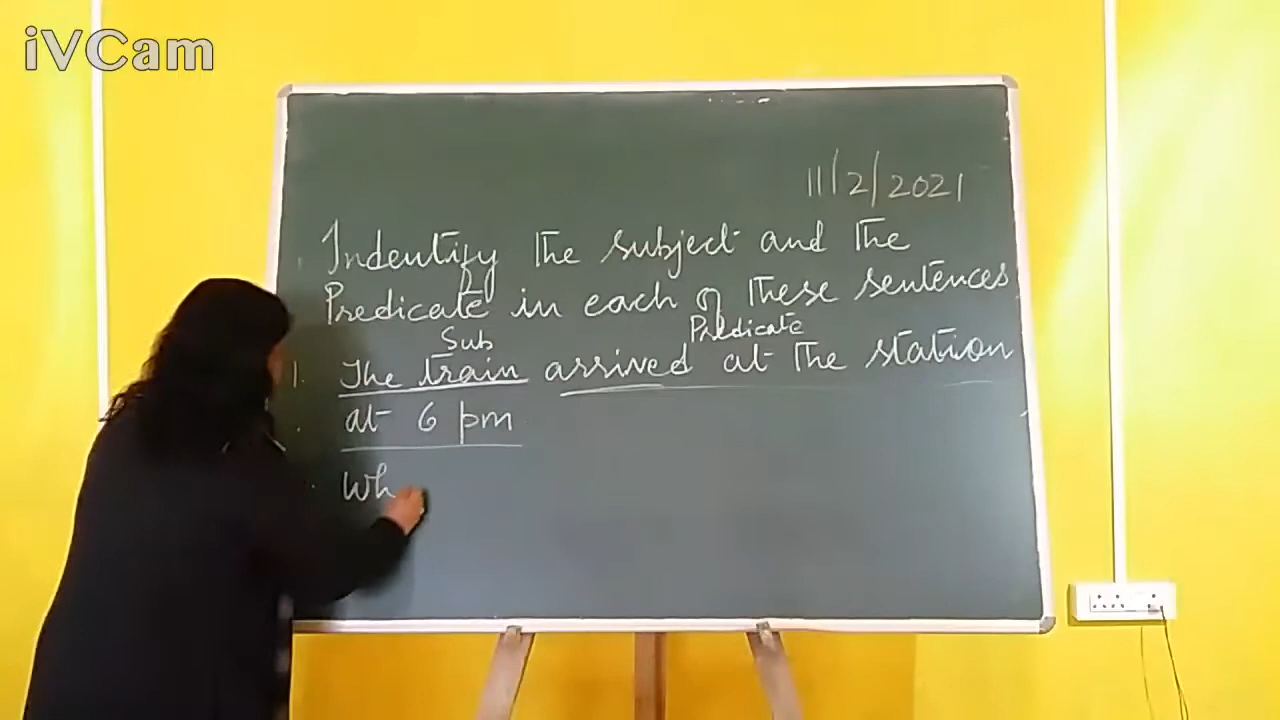 iVCam
11/2/2021
Indentify the subject and the
Predicate in each of these sentences
Sub Predicate
1. The train arrived at the station
at 6 pm
Wh